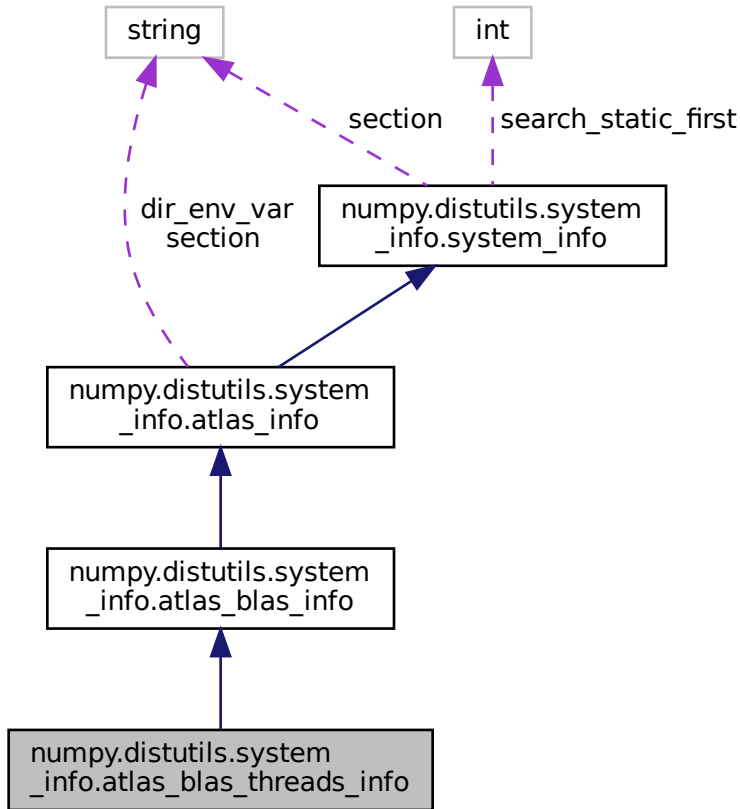 string
int
section
search_static_first
dir_env_var
section
numpy.distutils.system
_info.system_info
numpy.distutils.system
_info.atlas_info
numpy.distutils.system
_info.atlas_blas_info
numpy.distutils.system
_info.atlas_blas_threads_info